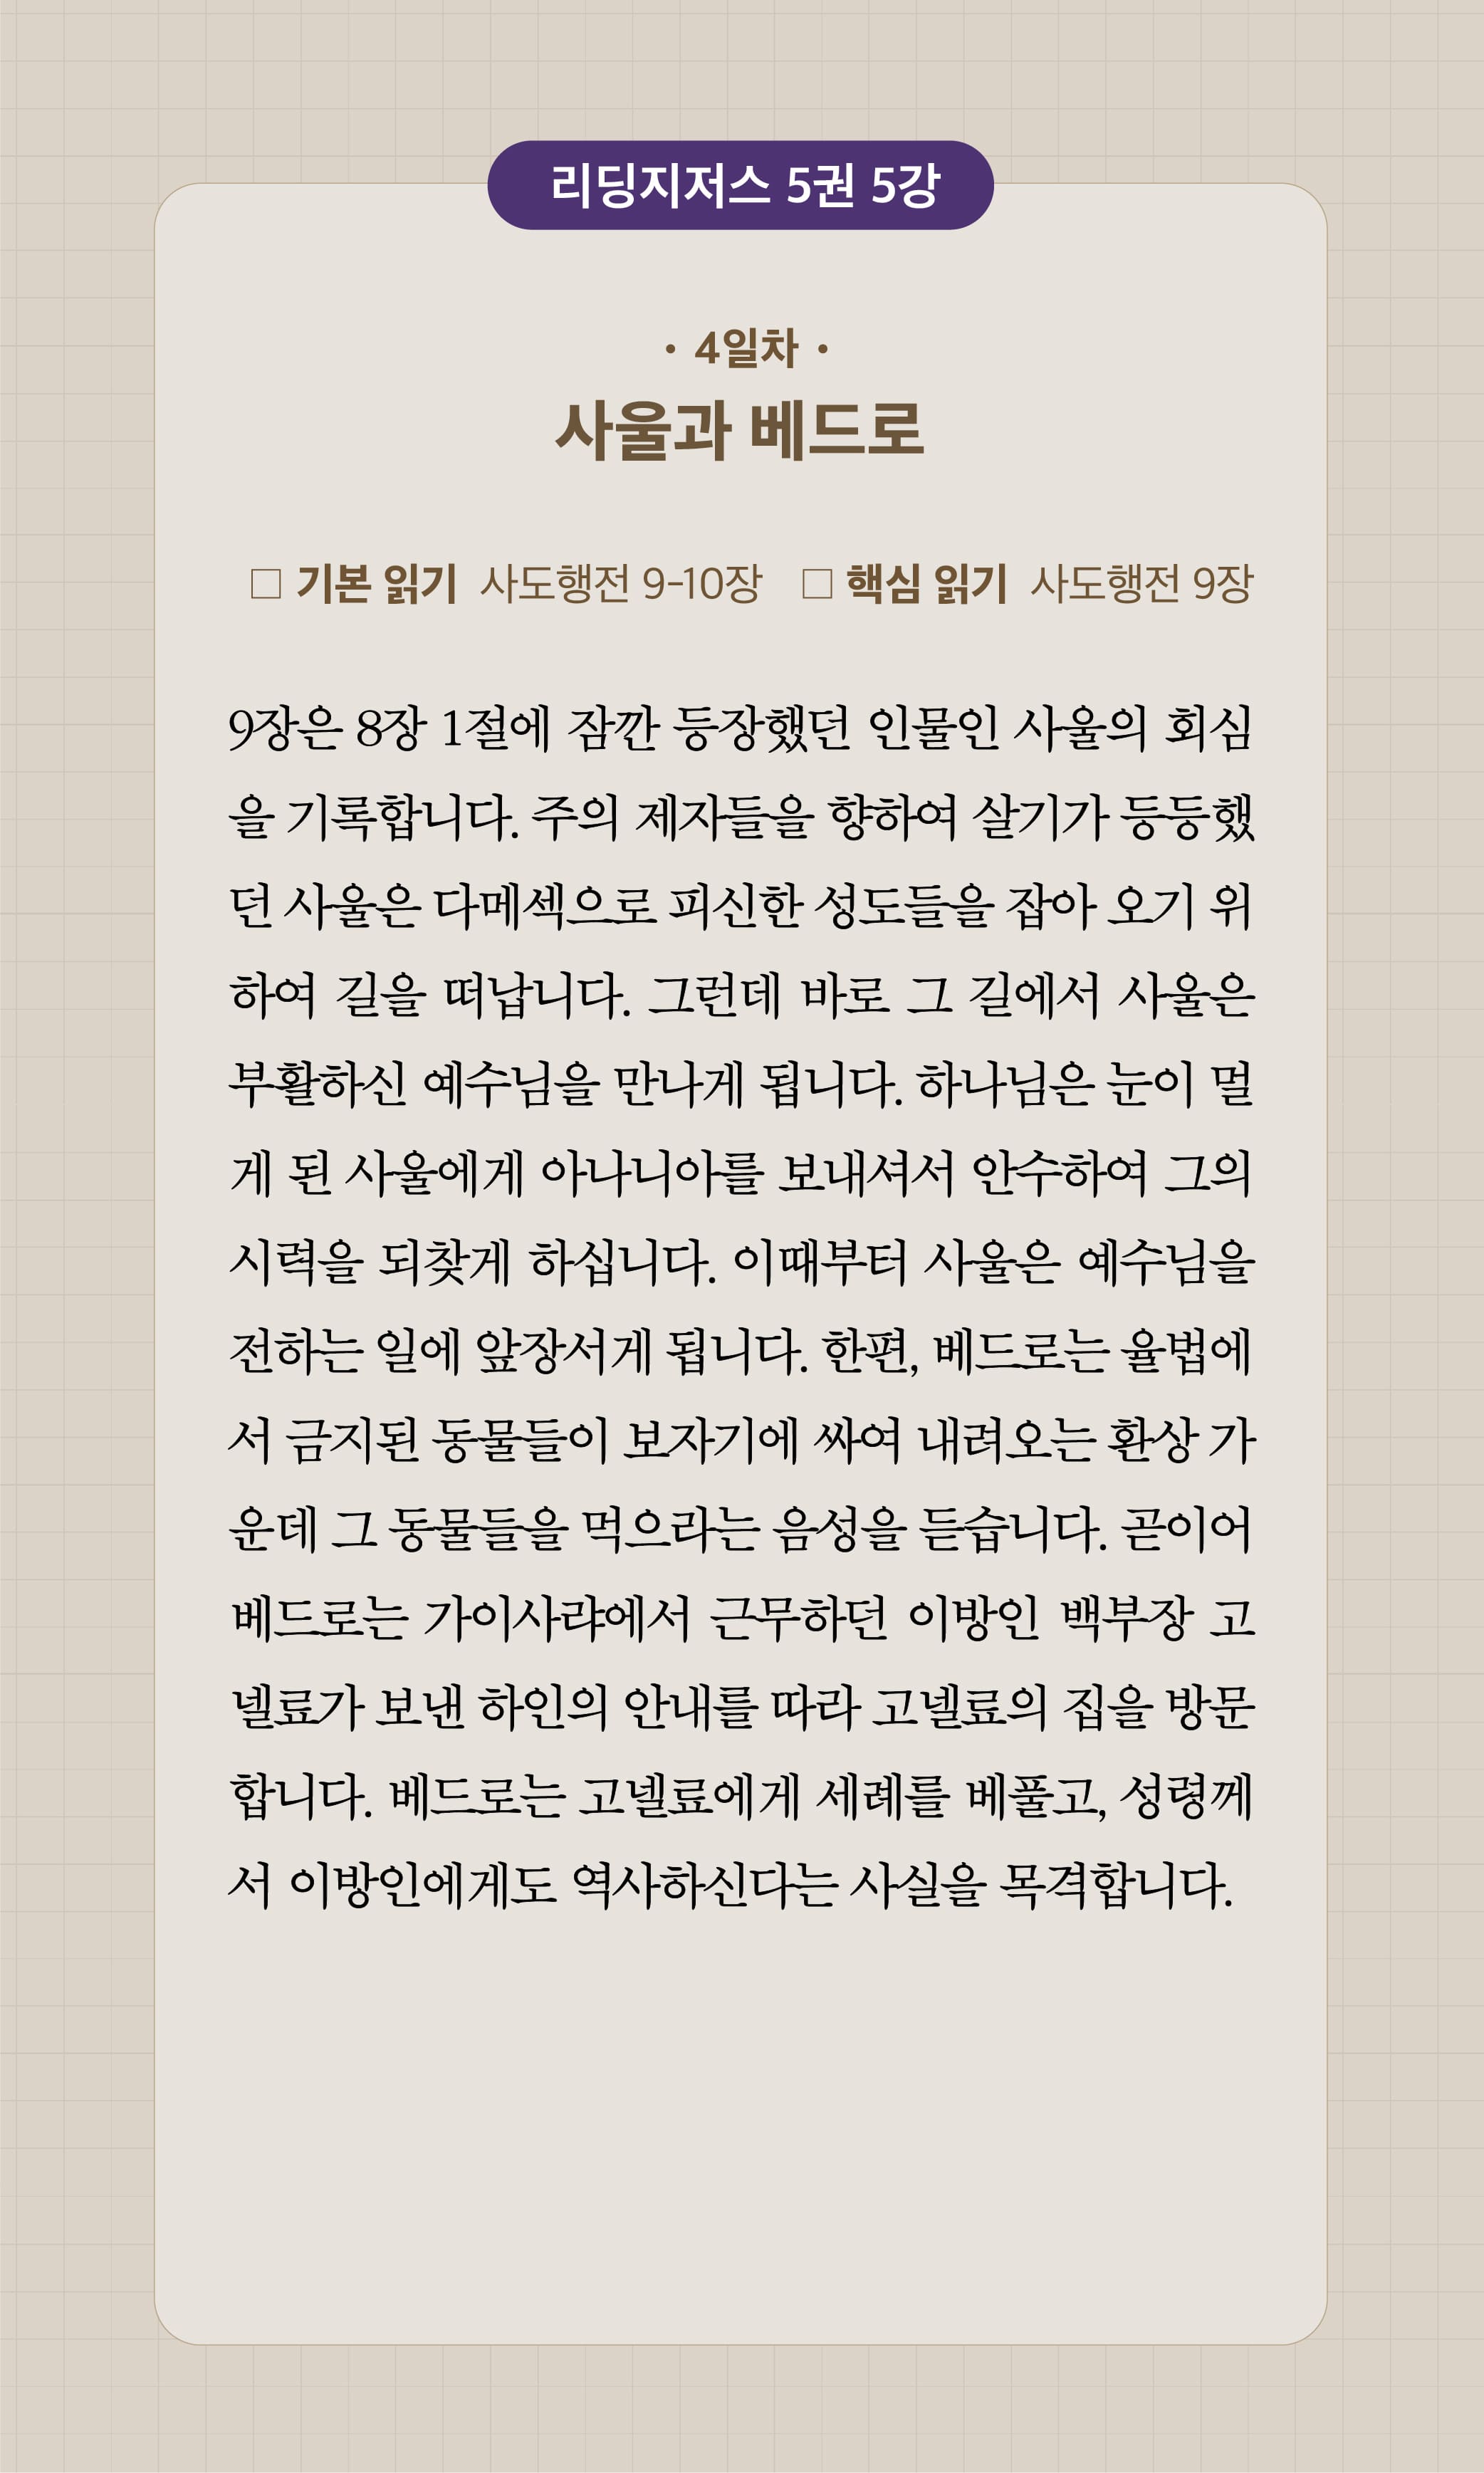 리딩지저스 5권 5강
· 4일차 ·
사울과 베드로
□ 기본 읽기 사도행전 9-10장 □ 핵심 읽기 사도행전 9장
9장은 8장 1절에 잠깐 등장했던 인물인 사울의 회심
을 기록합니다. 주의 제자들을 향하여 살기가 등등했
던 사울은 다메섹으로 피신한 성도들을 잡아 오기 위
하여 길을 떠납니다. 그런데 바로 그 길에서 사울은
부활하신 예수님을 만나게 됩니다. 하나님은 눈이 멀
게 된 사울에게 아나니아를 보내셔서 안수하여 그의
시력을 되찾게 하십니다. 이때부터 사울은 예수님을
전하는 일에 앞장서게 됩니다. 한편, 베드로는 율법에
서 금지된 동물들이 보자기에 싸여 내려오는 환상 가
운데 그 동물들을 먹으라는 음성을 듣습니다. 곧이어
베드로는 가이사랴에서 근무하던 이방인 백부장 고
넬료가 보낸 하인의 안내를 따라 고넬료의 집을 방문
합니다. 베드로는 고넬료에게 세례를 베풀고, 성령께
서 이방인에게도 역사하신다는 사실을 목격합니다.